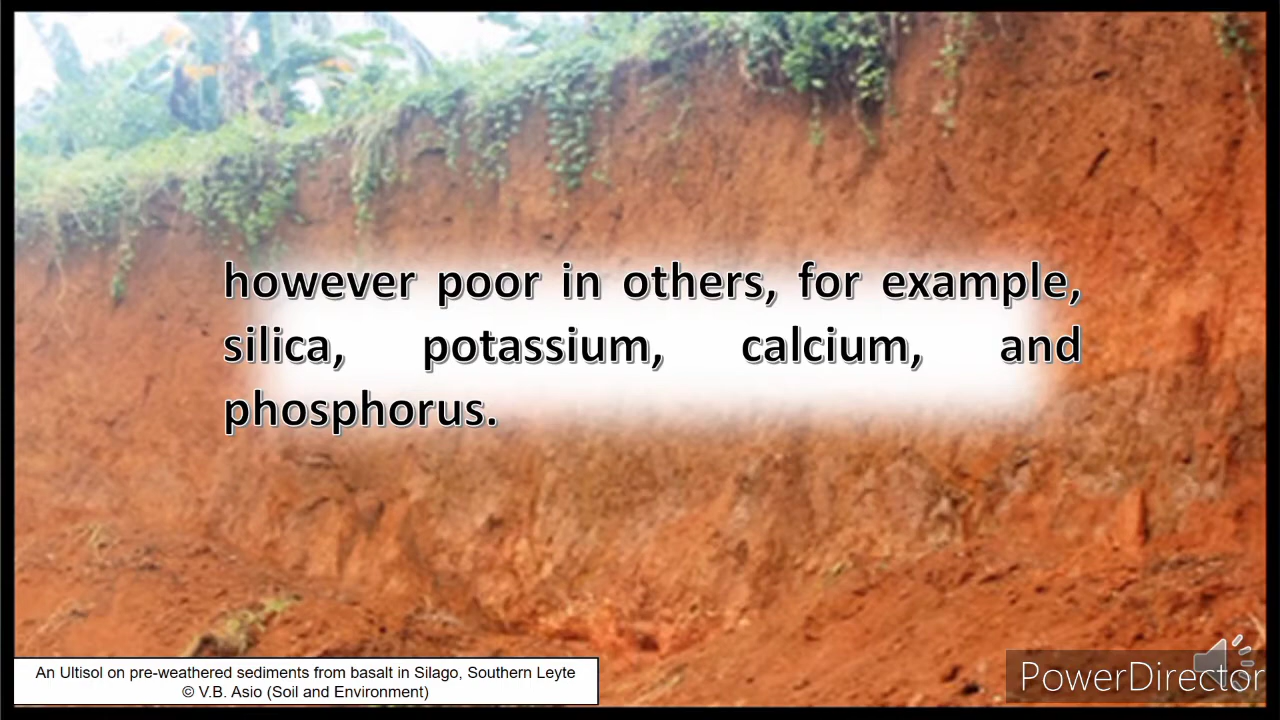 however poor in others, for example,
silica, potassium, calcium, and
phosphorus.
An Ultisol on pre-weathered sediments from basalt in Silago, Southern Leyte
© V.B. Asio (Soil and Environment)
PowerDirector